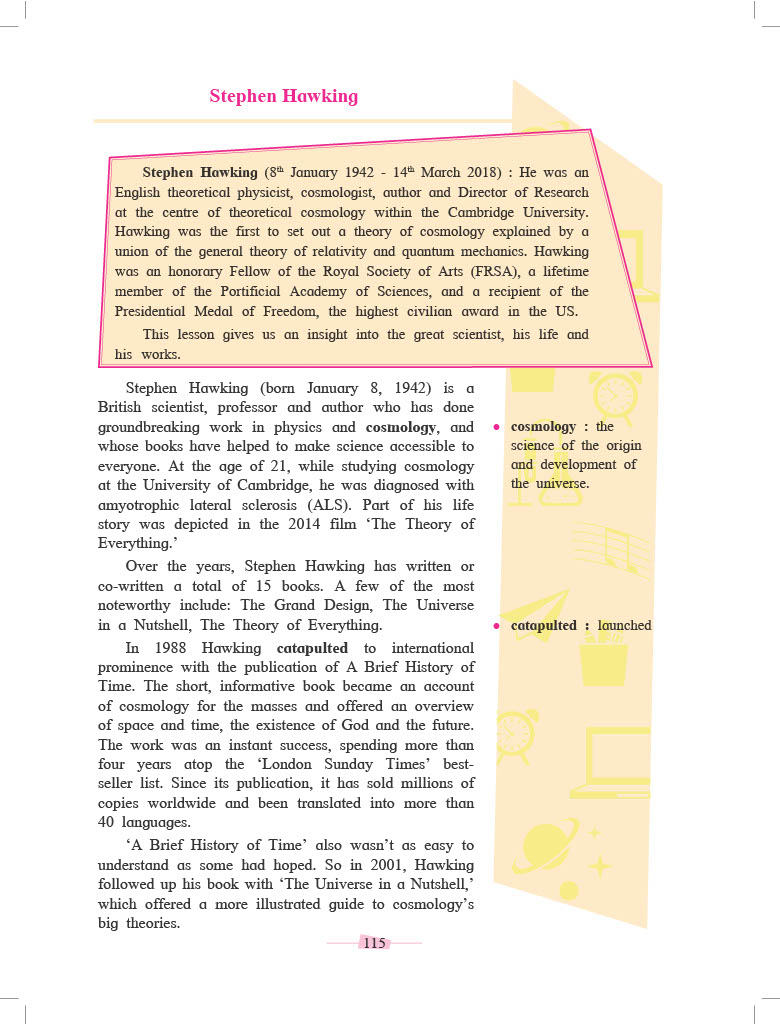 Stephen Hawking
Stephen Hawking (8th January 1942 - 14th March 2018) : He was an
English theoretical physicist, cosmologist, author and Director of Research
at the centre of theoretical cosmology within the Cambridge University.
Hawking was the first to set out a theory of cosmology explained by a
union of the general theory of relativity and quantum mechanics. Hawking
was an honorary Fellow of the Royal Society of Arts (FRSA), a lifetime
member of the Portificial Academy of Sciences, and a recipient of the
Presidential Medal of Freedom, the highest civilian award in the US.
This lesson gives us an insight into the great scientist, his life and
his works.
Stephen Hawking (born January 8, 1942) is a
British scientist, professor and author who has done
groundbreaking work in physics and cosmology, and
whose books have helped to make science accessible to
everyone. At the age of 21, while studying cosmology
at the University of Cambridge, he was diagnosed with
amyotrophic lateral sclerosis (ALS). Part of his life
story was depicted in the 2014 film ‘The Theory of
Everything.’
Over the years, Stephen Hawking has written or
co-written a total of 15 books. A few of the most
noteworthy include: The Grand Design, The Universe
in a Nutshell, The Theory of Everything.
In 1988 Hawking catapulted to international
prominence with the publication of A Brief History of
Time. The short, informative book became an account
of cosmology for the masses and offered an overview
of space and time, the existence of God and the future.
The work was an instant success, spending more than
four years atop the ‘London Sunday Times’ best-
seller list. Since its publication, it has sold millions of
copies worldwide and been translated into more than
40 languages.
‘A Brief History of Time’ also wasn’t as easy to
understand as some had hoped. So in 2001, Hawking
followed up his book with ‘The Universe in a Nutshell,’
which offered a more illustrated guide to cosmology’s
big theories.
• cosmology : the
science of the origin
and development of
the universe.
• catapulted : launched
115